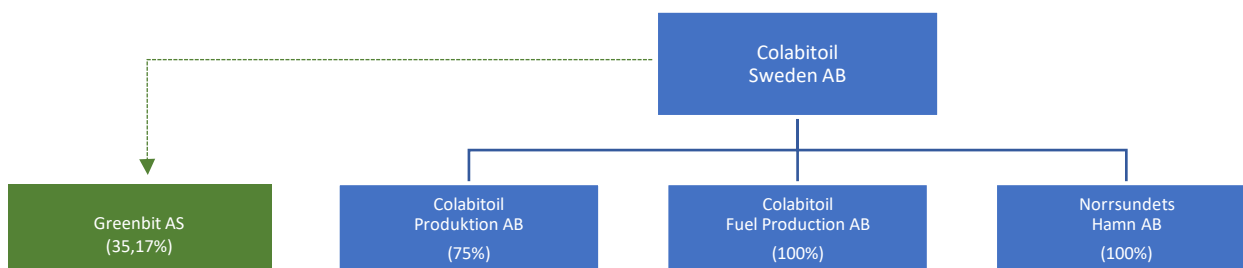 Colabitoil
Sweden AB
Greenbit AS
(35,17%)
Colabitoil
Produktion AB
(75%)
Colabitoil
Fuel Production AB
(100%)
Norrsundets
Hamn AB
(100%)